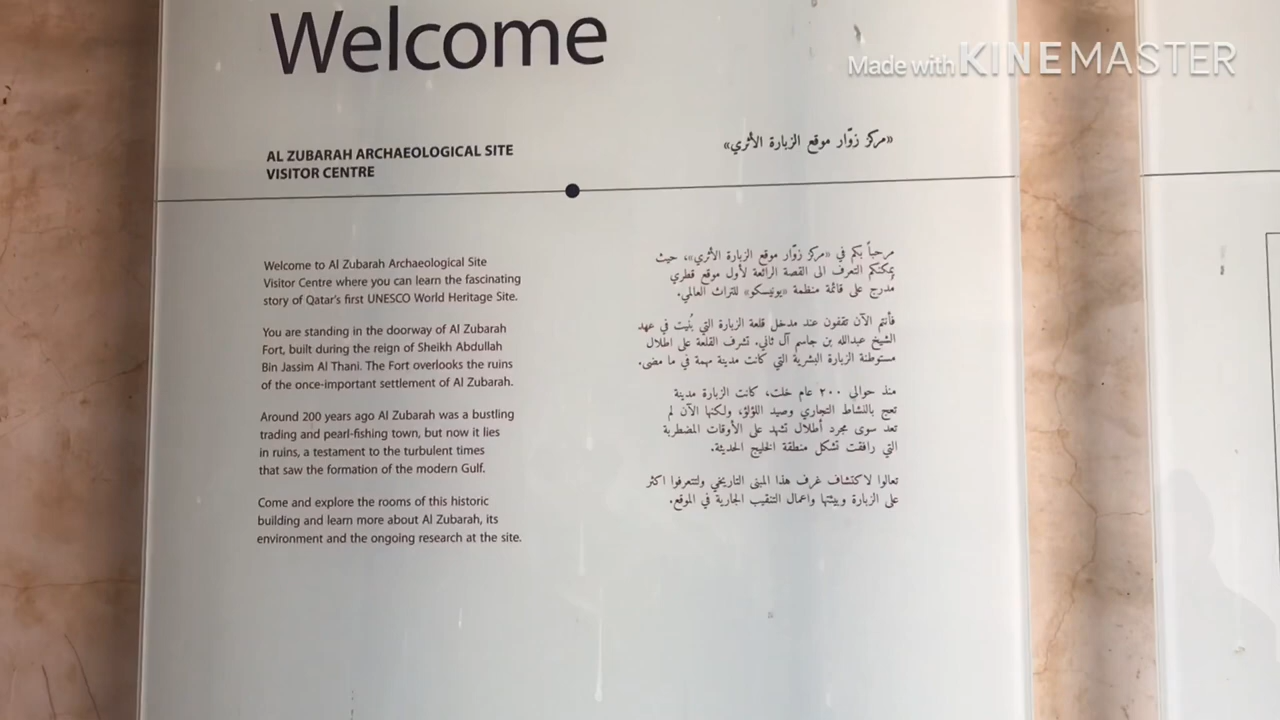 Welcome
Made with KINEMASTER
AL ZUBARAH ARCHAEOLOGICAL SITE
VISITOR CENTRE
«مركز زوّار موقع الزبارة الأثري»
Welcome to Al Zubarah Archaeological Site
Visitor Centre where you can learn the fascinating
story of Qatar's first UNESCO World Heritage Site.
You are standing in the doorway of Al Zubarah
Fort, built during the reign of Sheikh Abdullah
Bin Jassim Al Thani. The Fort overlooks the ruins
of the once-important settlement of Al Zubarah.
Around 200 years ago Al Zubarah was a bustling
trading and pearl-fishing town, but now it lies
in ruins, a testament to the turbulent times
that saw the formation of the modern Gulf.
Come and explore the rooms of this historic
building and learn more about Al Zubarah, its
environment and the ongoing research at the site.
مرحباً بكم في «مركز زوّار موقع الزبارة الأثري»، حيث
يمكنكم التعرف الى القصة الرائعة لأول موقع قطري
مُدرج على قائمة منظمة «يونيسكو» للتراث العالمي.
فأنتم الآن تقفون عند مدخل قلعة الزبارة التي بُنيت في عهد
الشيخ عبدالله بن جاسم آل ثاني. تشرف القلعة على اطلال
مستوطنة الزبارة البشرية التي كانت مدينة مهمة في ما مضى.
منذ حوالي ٢٠٠ عام خلت، كانت الزبارة مدينة
تعج بالنشاط التجاري وصيد اللؤلؤ، ولكنها الآن لم
تعد سوى مجرد أطلال تشهد على الأوقات المضطربة
التي رافقت تشكل منطقة الخليج الحديثة.
تعالوا لاكتشاف غرف هذا المبنى التاريخي ولتتعرفوا اكثر
على الزبارة وبيئتها واعمال التنقيب الجارية في الموقع.